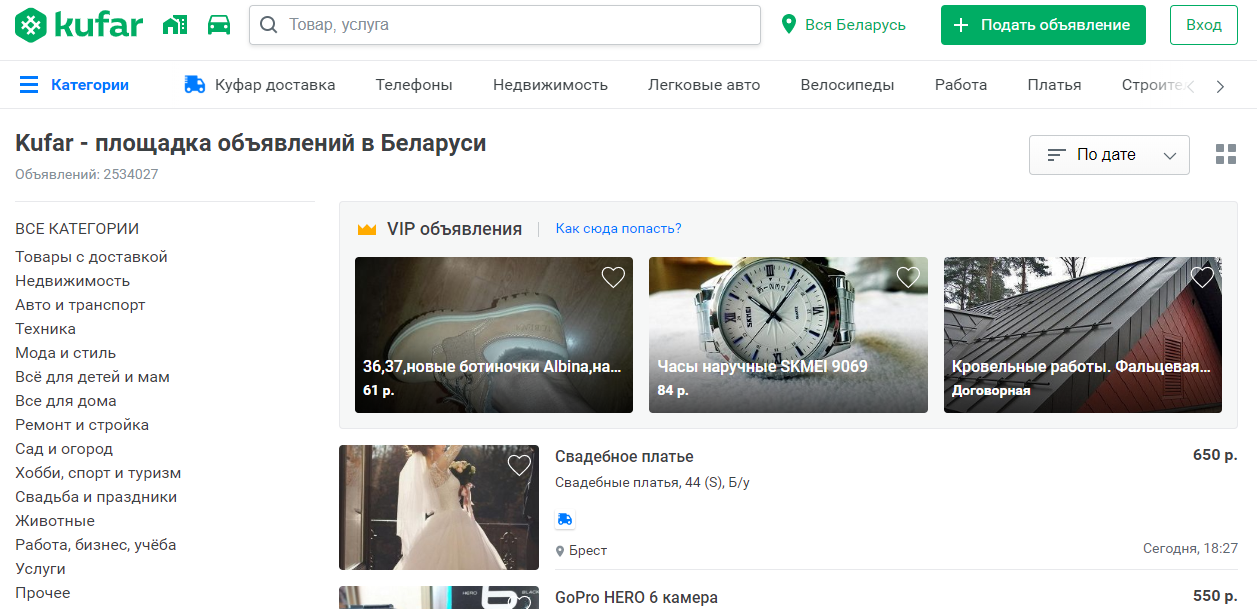 kufar
Товар, услуга
Вся Беларусь
Подать объявление
Вход
Категории
Куфар доставка
Телефоны
Недвижимость
Легковые авто
Велосипеды
Работа
Платья
Строите
Kufar - площадка объявлений в Беларуси
Объявлений: 2534027
По дате
ВСЕ КАТЕГОРИИ
Товары с доставкой
Недвижимость
Авто и транспорт
Техника
Мода и стиль
Всё для детей и мам
Все для дома
Ремонт и стройка
Сад и огород
Хобби, спорт и туризм
Свадьба и праздники
Животные
Работа, бизнес, учёба
Услуги
Прочее
VIP объявления
Как сюда попасть?
36,37,новые ботиночки Albina,на...
61 р.
SKMEI
Часы наручные SKMEI 9069
84 р.
Кровельные работы. Фальцевая...
Договорная
Свадебное платье
650 р.
Свадебные платья, 44 (S), Б/у
Брест
Сегодня, 18:27
HERO
BLACK
GoPro HERO 6 камера
550 р.